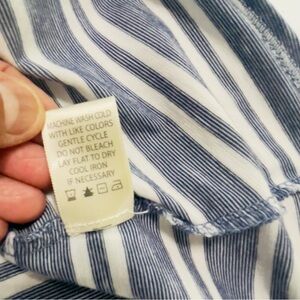 MACHINE WASH COLD
WITH LIKE COLORS
GENTLE CYCLE
DO NOT BLEACH
LAY FLAT TO DRY
COOL IRON
IF NECESSARY